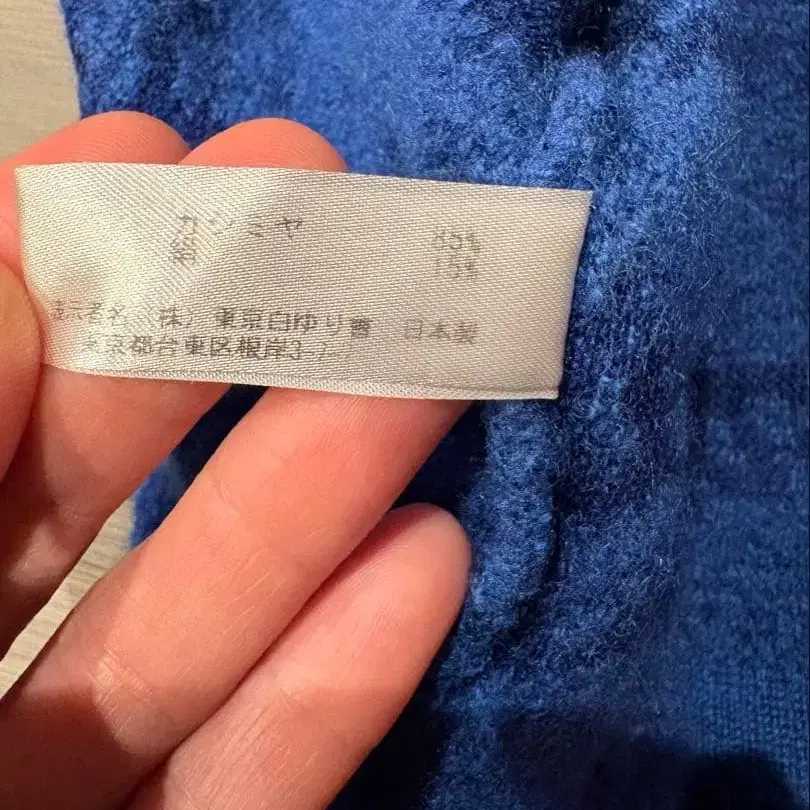 カシミヤ 85%
絹 15%
表示者名 (株) 東京白ゆり會 日本製
東京都台東区根岸3-7-